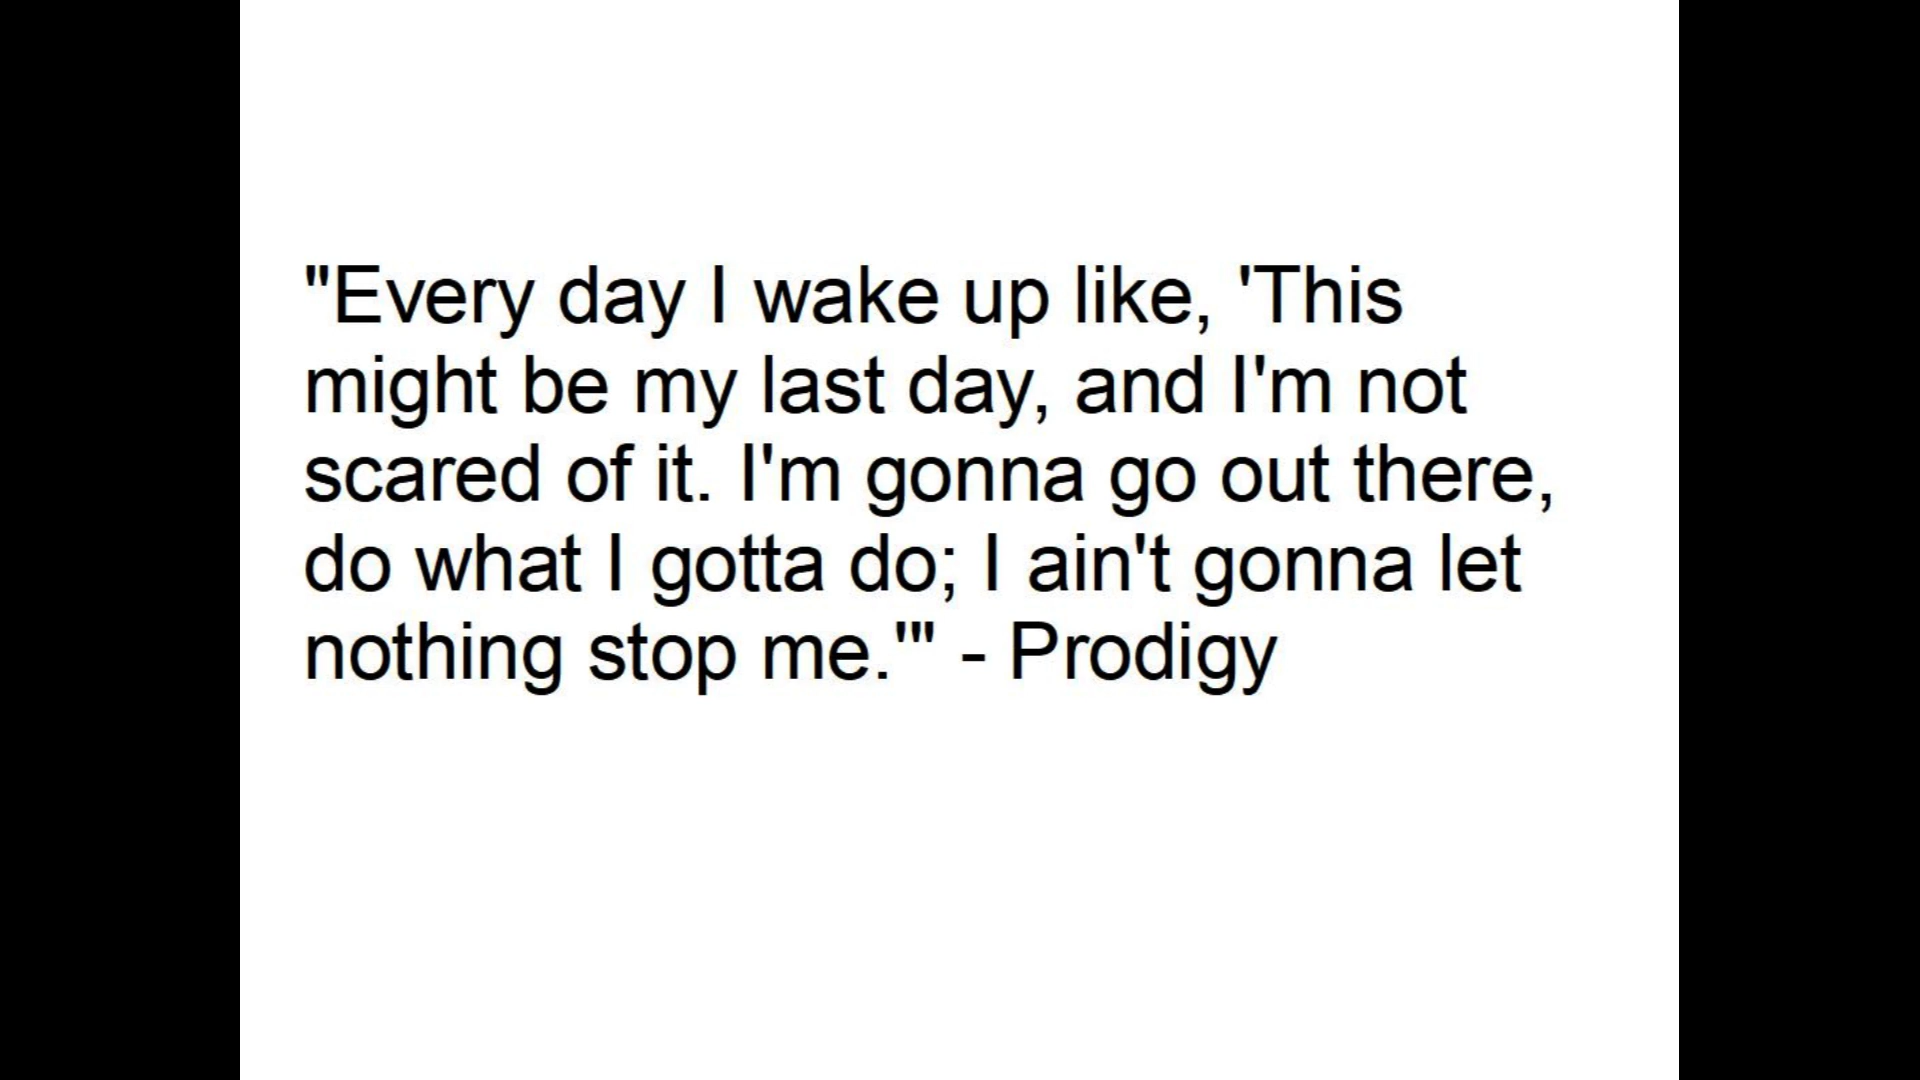 "Every day I wake up like, 'This
might be my last day, and I'm not
scared of it. I'm gonna go out there,
do what I gotta do; I ain't gonna let
nothing stop me.'" - Prodigy